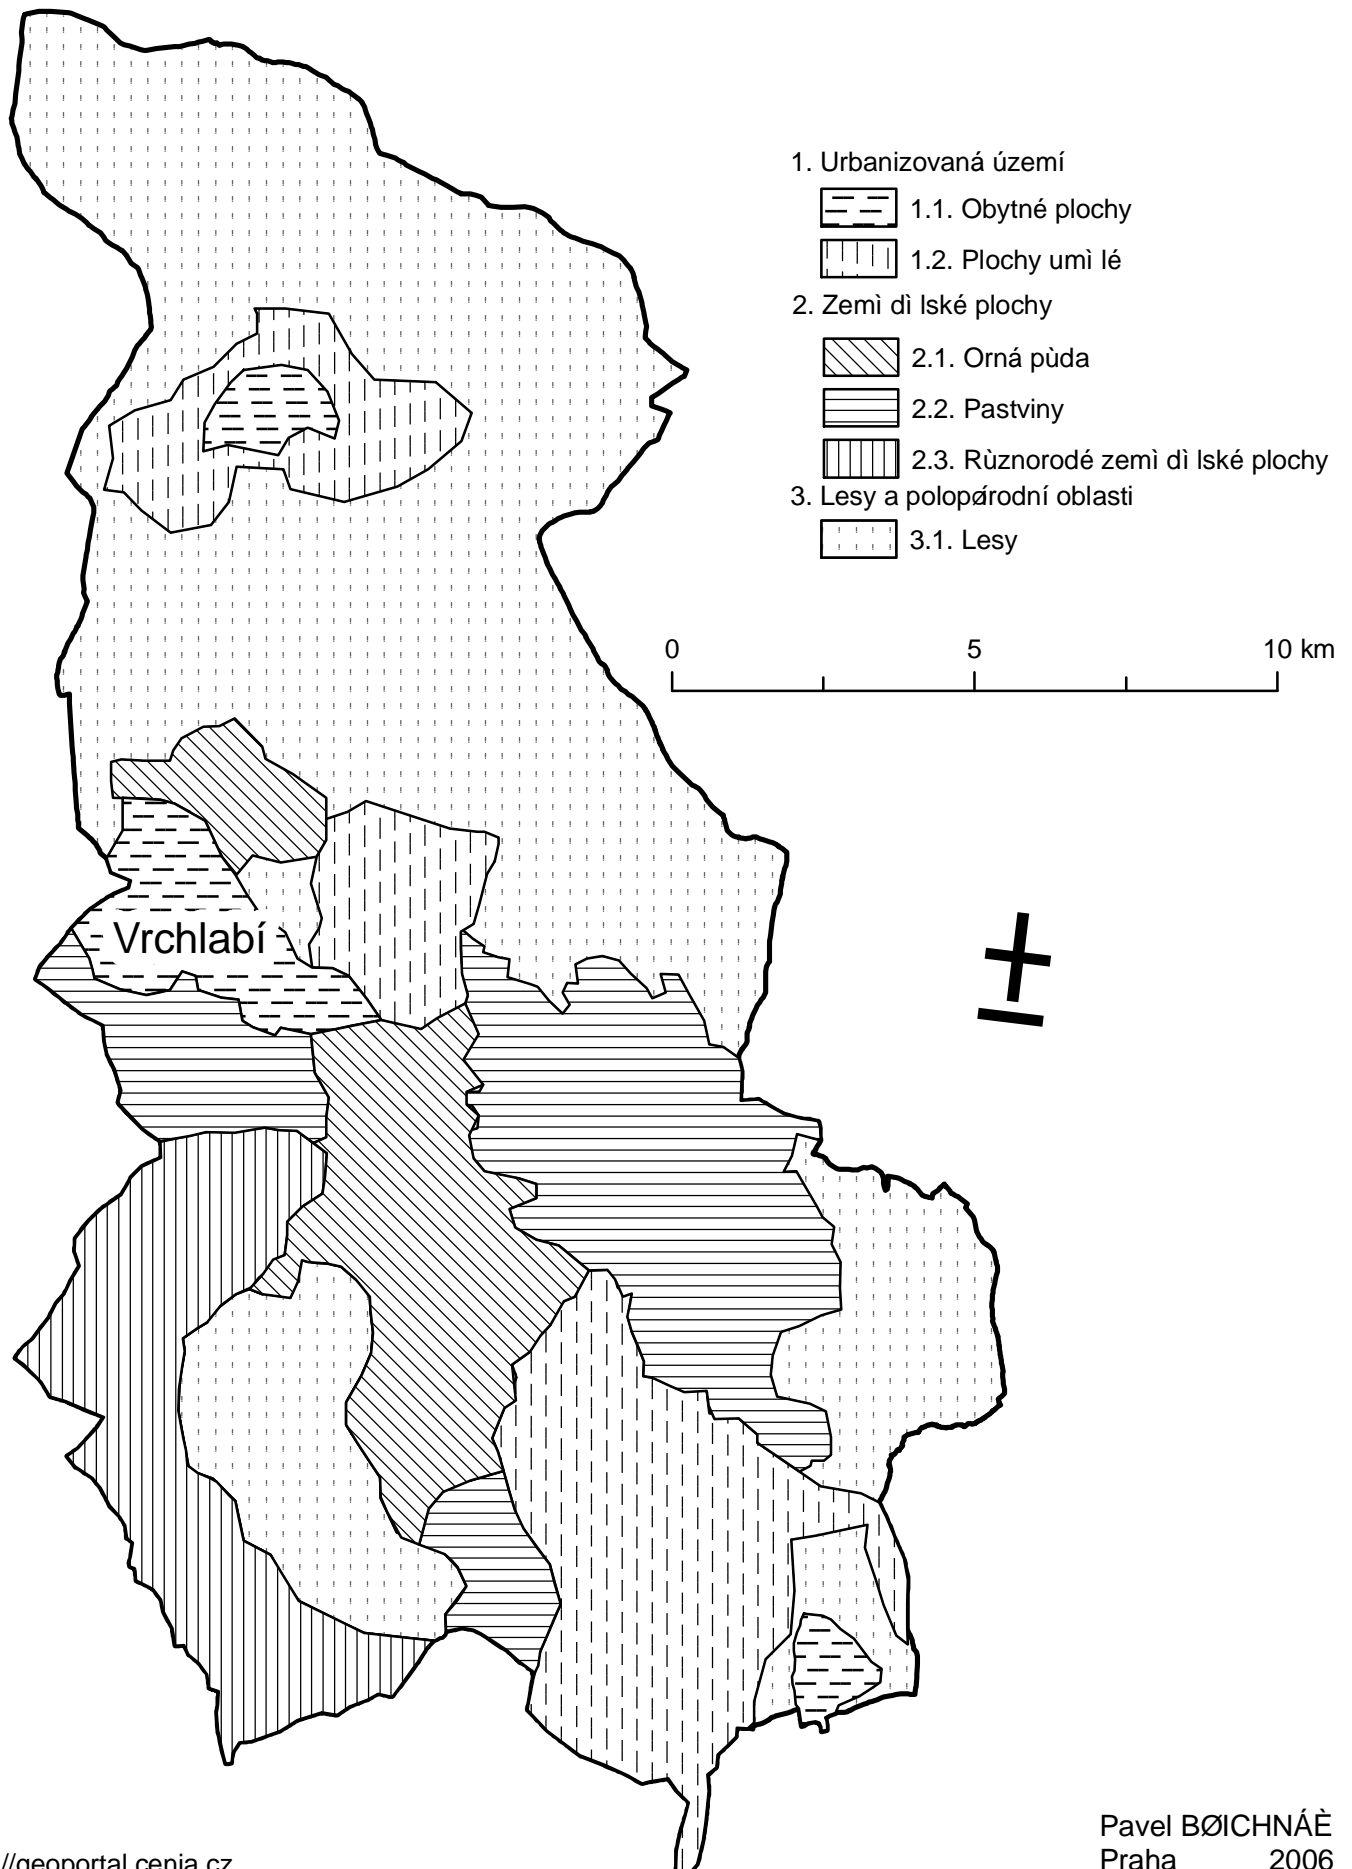 1. Urbanizovaná území
1.1. Obytné plochy
1.2. Plochy umì lé
2. Zemì dì lské plochy
2.1. Orná pùda
2.2. Pastviny
2.3. Rùznorodé zemì dì lské plochy
3. Lesy a polopørodní oblasti
3.1. Lesy
0 5 10 km
Vrchlabí
Pavel BØICHNÁÈ
//geoportal.cenia.cz
Praha 2006